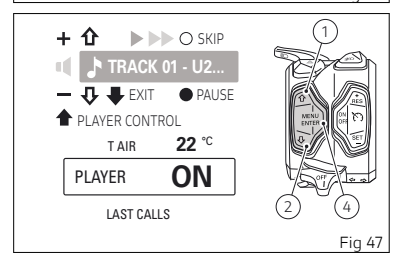 + SKIP
TRACK 01 - U2...
− EXIT PAUSE
PLAYER CONTROL
T AIR 22 °C
PLAYER ON
LAST CALLS
1
MENU
ENTER
RES
ON
OFF
SET
OFF
2
4
Fig 47